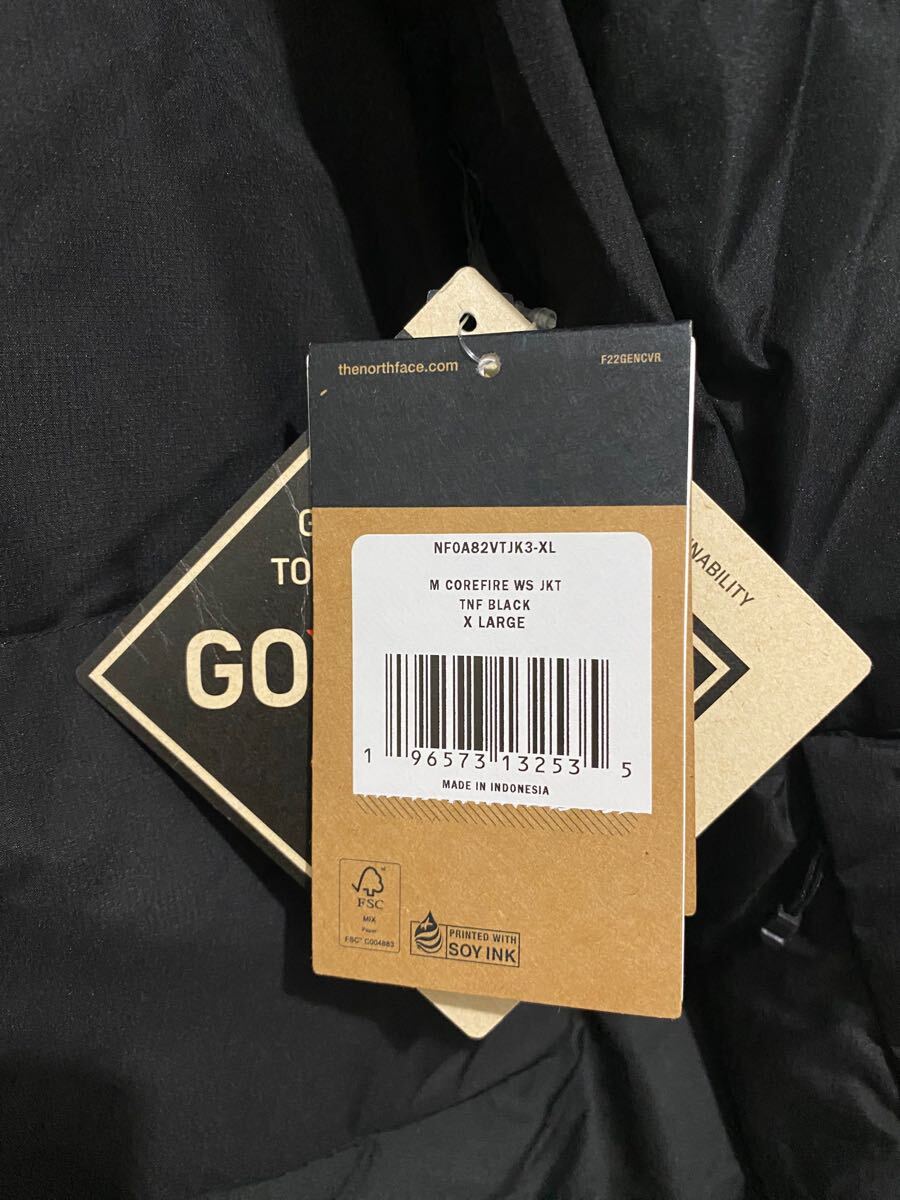 thenorthface.com
F22GENCVR
NF0A82VTJK3-XL
M COREFIRE WS JKT
TNF BLACK
X LARGE
1 96573 13253 5
MADE IN INDONESIA
FSC
MIX
Paper
FSC® C004883
PRINTED WITH
SOY INK
G
TO
GO
NABILITY